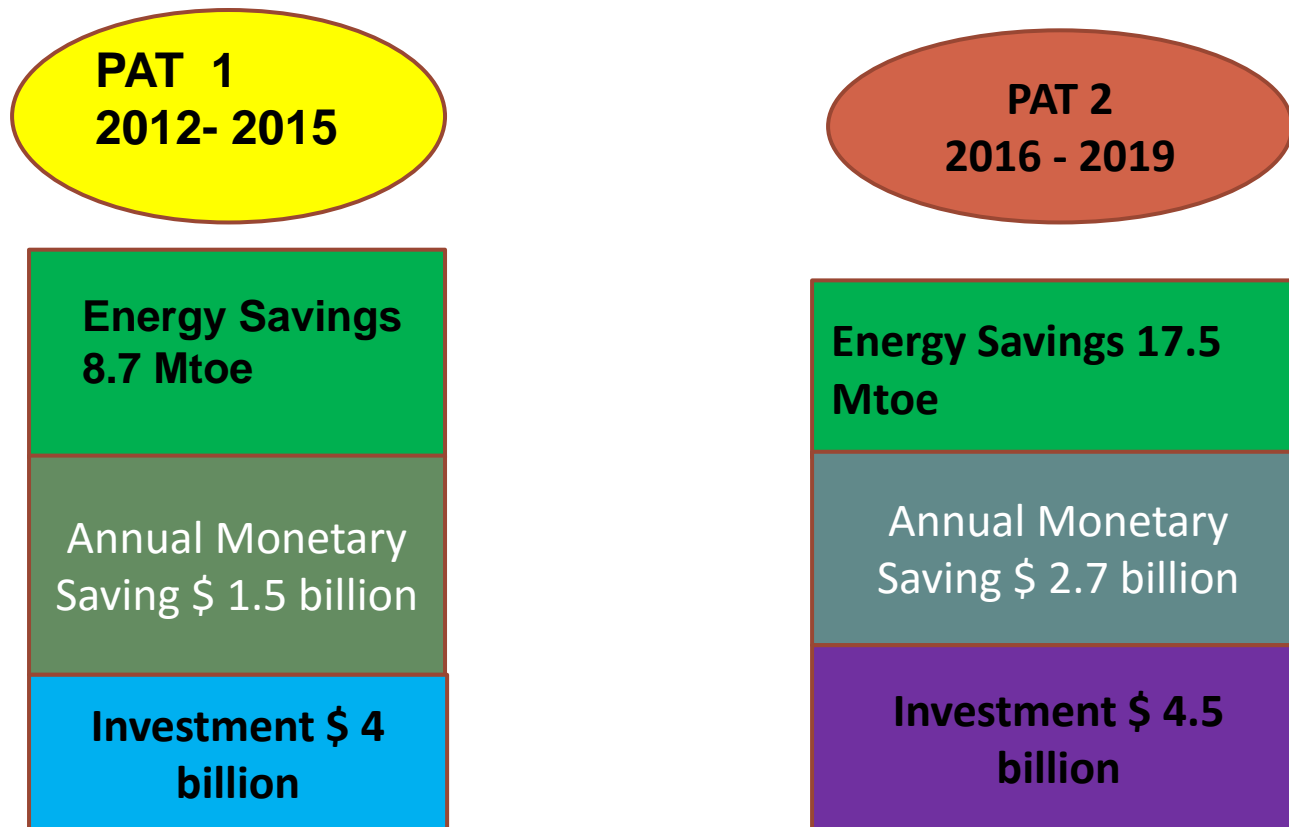 PAT 1
2012- 2015
Energy Savings
8.7 Mtoe
Annual Monetary
Saving $ 1.5 billion
Investment $ 4
billion
PAT 2
2016 - 2019
Energy Savings 17.5
Mtoe
Annual Monetary
Saving $ 2.7 billion
Investment $ 4.5
billion